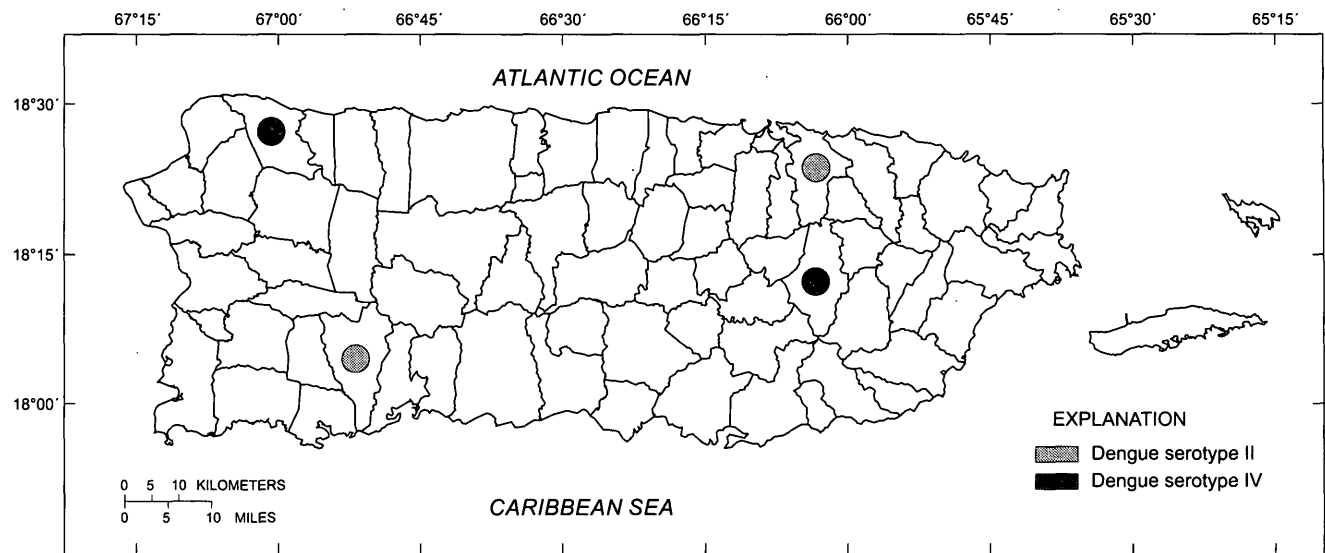 67°15´ 67°00´ 66°45´ 66°30´ 66°15´ 66°00´ 65°45´ 65°30´ 65°15´
ATLANTIC OCEAN
18°30´
18°15´
18°00´
EXPLANATION
Dengue serotype II
Dengue serotype IV
0 5 10 KILOMETERS
0 5 10 MILES
CARIBBEAN SEA